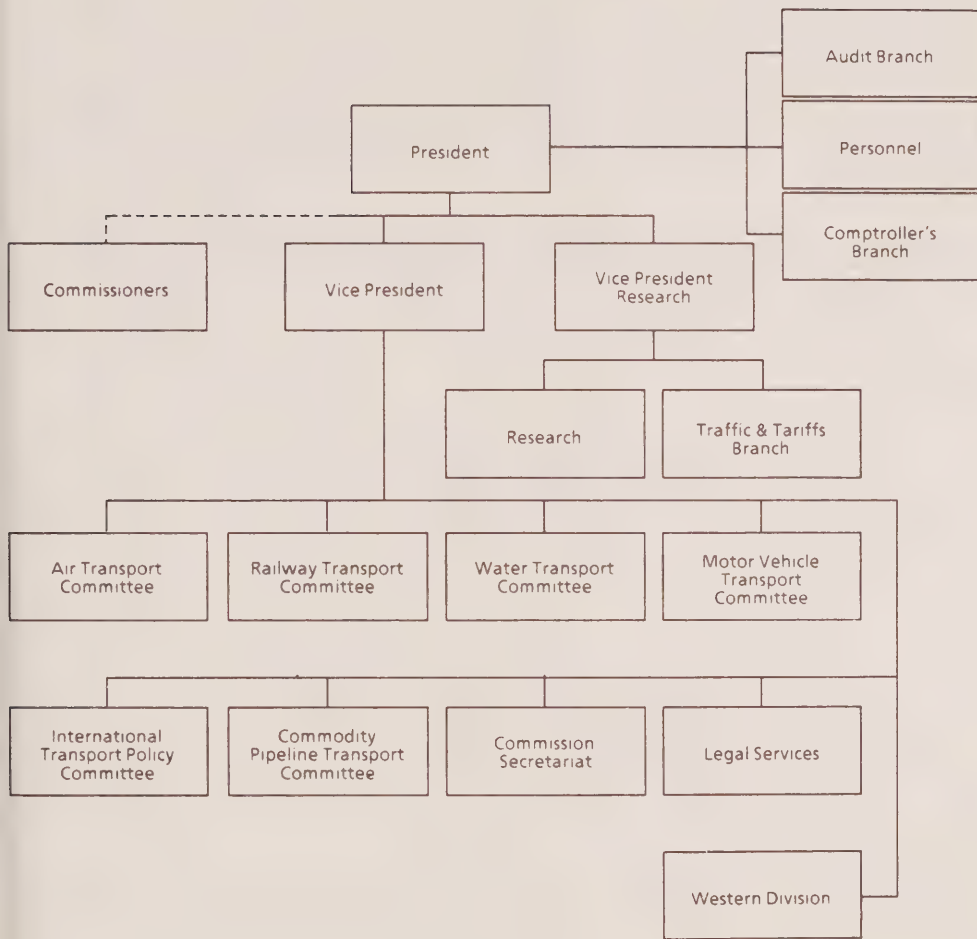 Audit Branch
President
Personnel
Comptroller's
Branch
Commissioners
Vice President
Vice President
Research
Research
Traffic & Tariffs
Branch
Air Transport
Committee
Railway Transport
Committee
Water Transport
Committee
Motor Vehicle
Transport
Committee
International
Transport Policy
Committee
Commodity
Pipeline Transport
Committee
Commission
Secretariat
Legal Services
Western Division